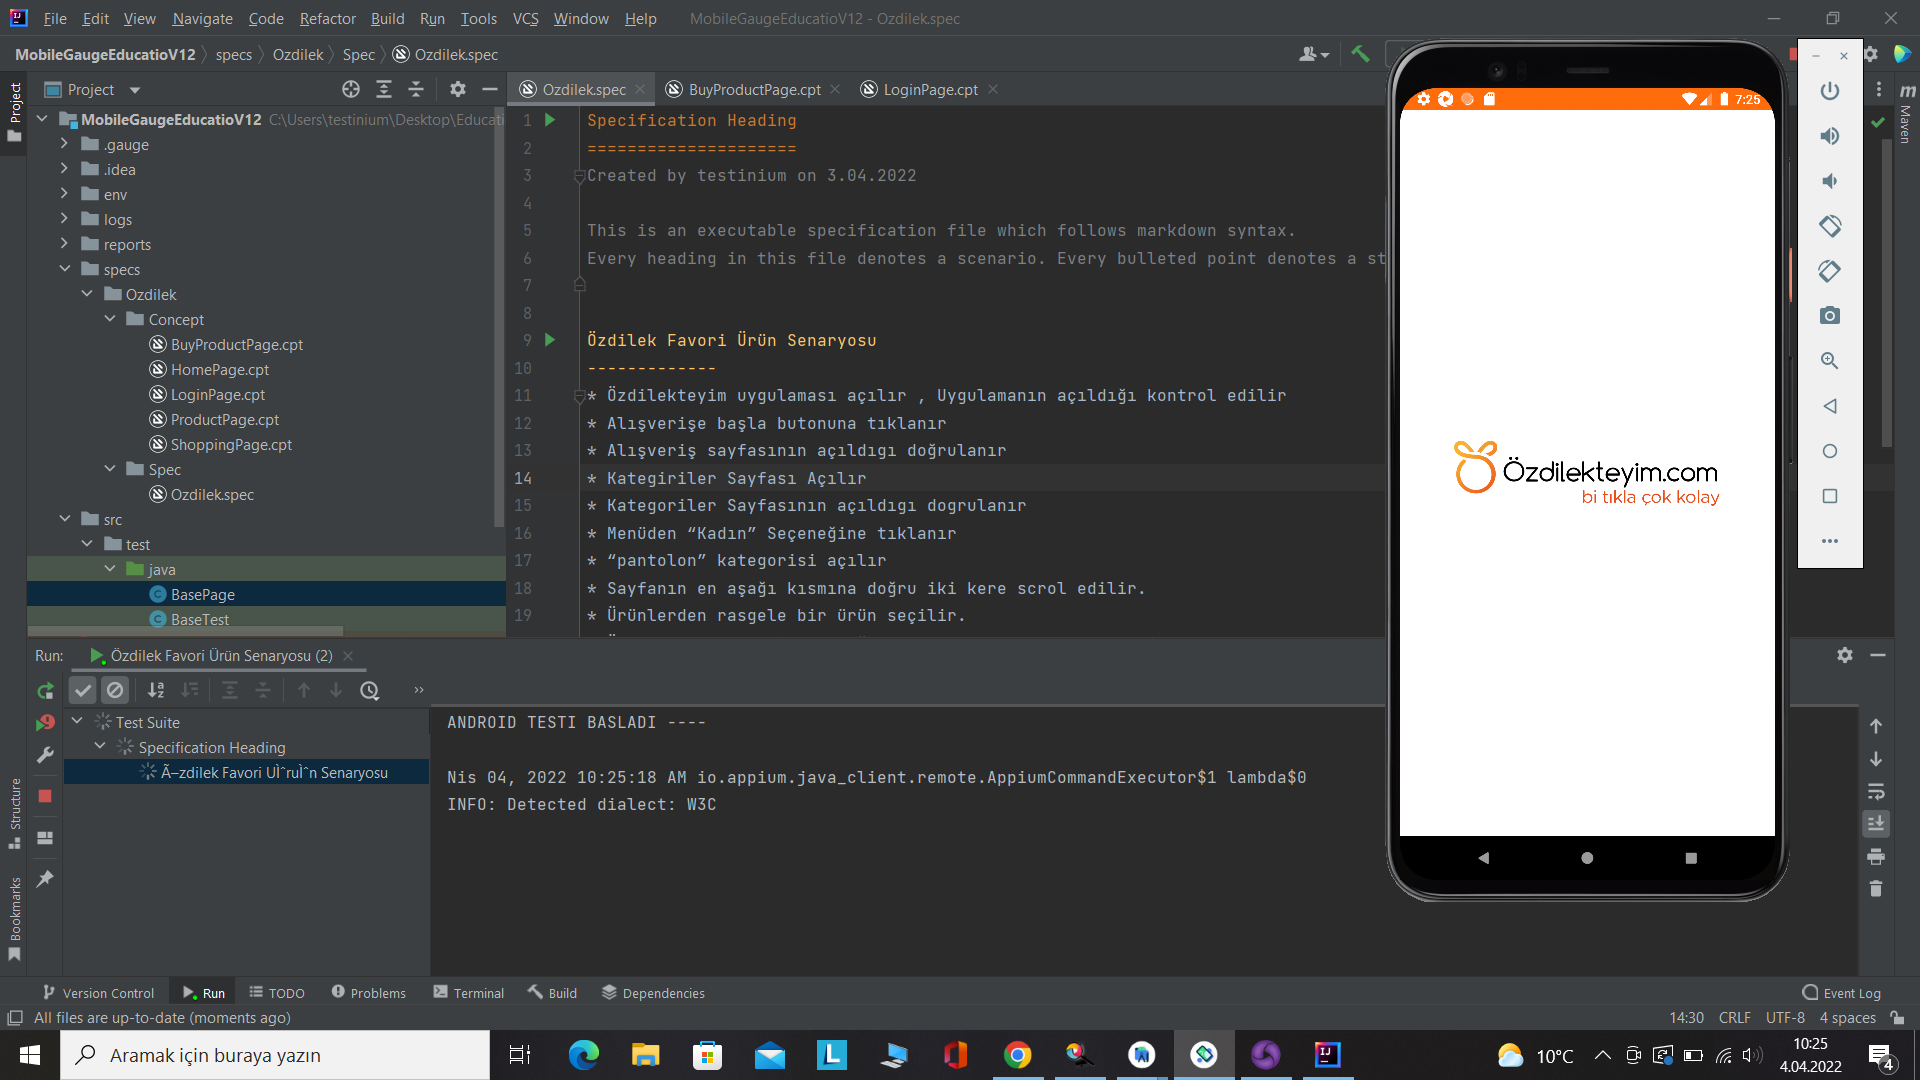 File Edit View Navigate Code Refactor Build Run Tools VCS Window Help MobileGaugeEducatioV12 - Ozdilek.spec
MobileGaugeEducatioV12 specs Ozdilek Spec Ozdilek.spec
Project
Project
Ozdilek.spec
BuyProductPage.cpt
LoginPage.cpt
Maven
MobileGaugeEducatioV12 C:\Users\testinium\Desktop\Educati
.gauge
.idea
env
logs
reports
specs
Ozdilek
Concept
BuyProductPage.cpt
HomePage.cpt
LoginPage.cpt
ProductPage.cpt
ShoppingPage.cpt
Spec
Ozdilek.spec
src
test
java
BasePage
BaseTest
1 Specification Heading
2 =====================
3 Created by testinium on 3.04.2022
4
5 This is an executable specification file which follows markdown syntax.
6 Every heading in this file denotes a scenario. Every bulleted point denotes a st
7
8
9 Özdilek Favori Ürün Senaryosu
10 -------------
11 * Özdilekteyim uygulaması açılır , Uygulamanın açıldığı kontrol edilir
12 * Alışverişe başla butonuna tıklanır
13 * Alışveriş sayfasının açıldıgı doğrulanır
14 * Kategiriler Sayfası Açılır
15 * Kategoriler Sayfasının açıldıgı dogrulanır
16 * Menüden “Kadın” Seçeneğine tıklanır
17 * “pantolon” kategorisi açılır
18 * Sayfanın en aşağı kısmına doğru iki kere scrol edilir.
19 * Ürünlerden rasgele bir ürün seçilir.
7:25
Özdilekteyim.com
bi tıkla çok kolay
Run: Özdilek Favori Ürün Senaryosu (2)
Test Suite
Specification Heading
Ã–zdilek Favori UÌˆruÌˆn Senaryosu
ANDROID TESTI BASLADI ----
Nis 04, 2022 10:25:18 AM io.appium.java_client.remote.AppiumCommandExecutor$1 lambda$0
INFO: Detected dialect: W3C
Structure
Bookmarks
Version Control Run TODO Problems Terminal Build Dependencies Event Log
All files are up-to-date (moments ago) 14:30 CRLF UTF-8 4 spaces
Aramak için buraya yazın
10°C
10:25
4.04.2022
4